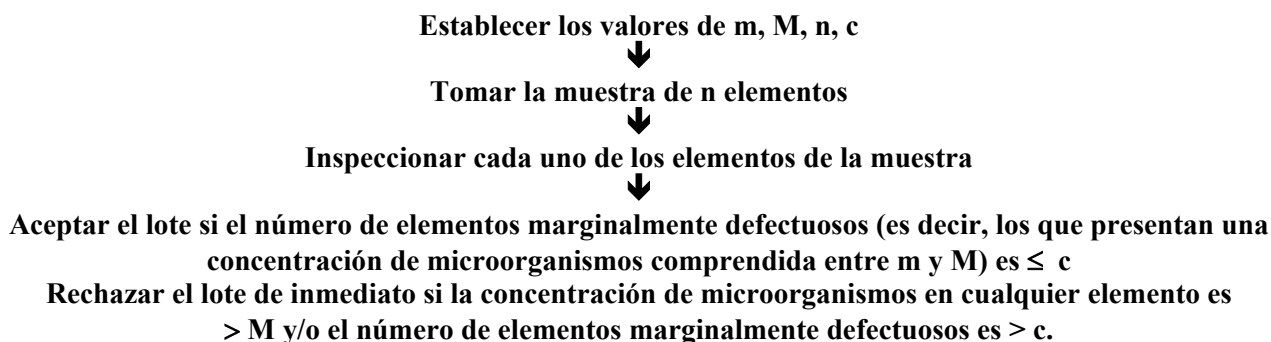 Establecer los valores de m, M, n, c
🡻
Tomar la muestra de n elementos
🡻
Inspeccionar cada uno de los elementos de la muestra
🡻
Aceptar el lote si el número de elementos marginalmente defectuosos (es decir, los que presentan una
concentración de microorganismos comprendida entre m y M) es ≤ c
Rechazar el lote de inmediato si la concentración de microorganismos en cualquier elemento es
> M y/o el número de elementos marginalmente defectuosos es > c.